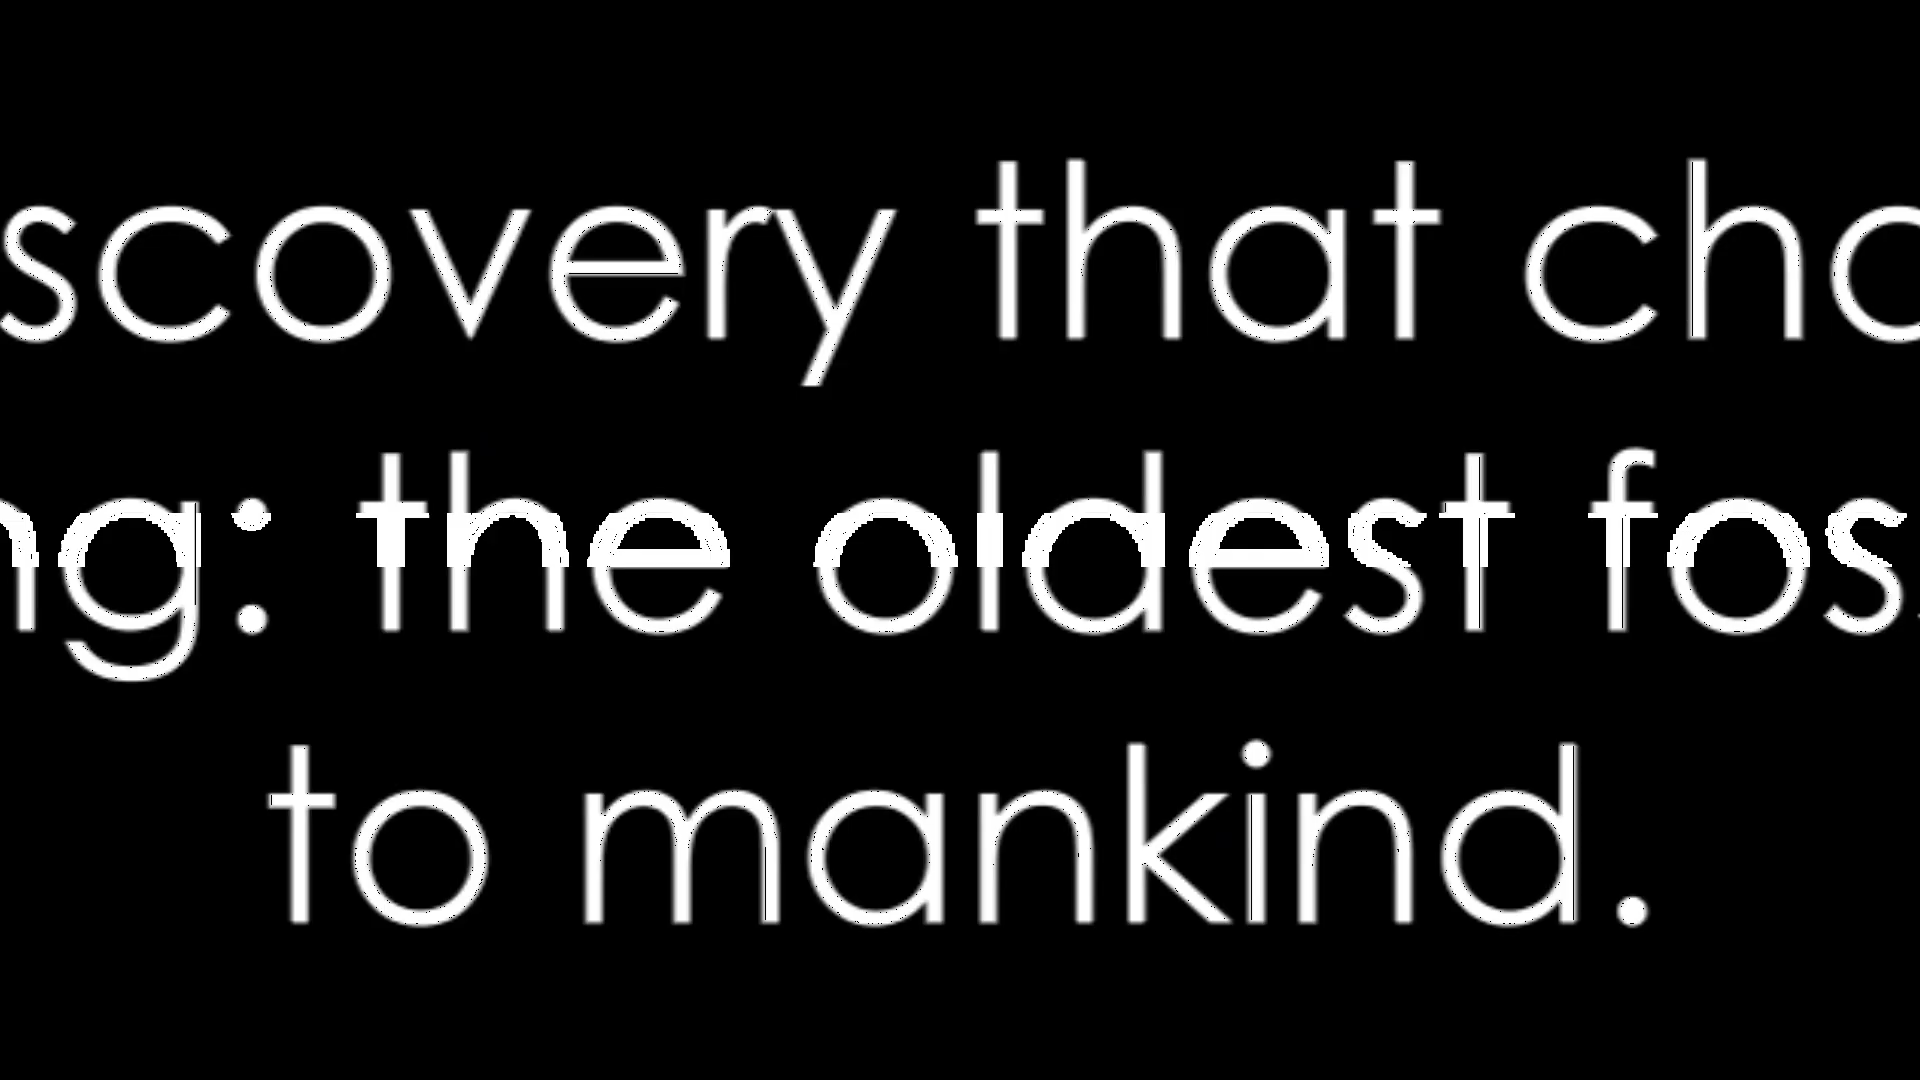 scovery that cha
ng: the oldest fos
to mankind.